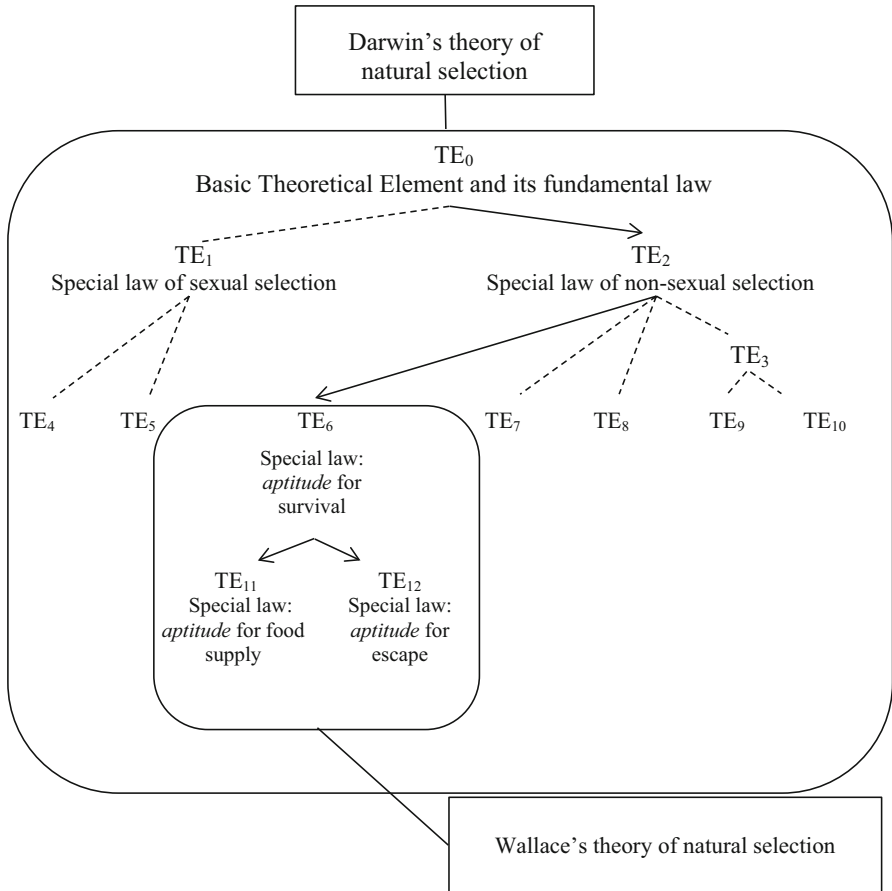 Darwin's theory of
natural selection
TE₀
Basic Theoretical Element and its fundamental law
TE₁
Special law of sexual selection
TE₂
Special law of non-sexual selection
TE₃
TE₄
TE₅
TE₆
TE₇
TE₈
TE₉
TE₁₀
Special law:
aptitude for
survival
TE₁₁
Special law:
aptitude for food
supply
TE₁₂
Special law:
aptitude for
escape
Wallace's theory of natural selection